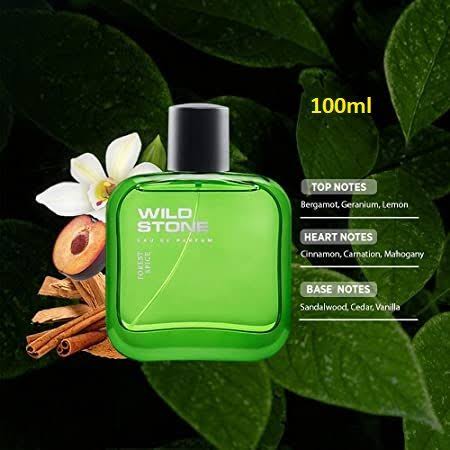 100ml
TOP NOTES
Bergamot, Geranium, Lemon
WILD
STONE
EAU DE PARFUM
FOREST
SPICE
HEART NOTES
Cinnamon, Carnation, Mahogany
BASE NOTES
Sandalwood, Cedar, Vanilla